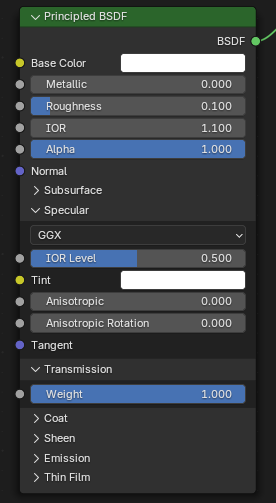 Principled BSDF
BSDF
Base Color
Metallic 0.000
Roughness 0.100
IOR 1.100
Alpha 1.000
Normal
Subsurface
Specular
GGX
IOR Level 0.500
Tint
Anisotropic 0.000
Anisotropic Rotation 0.000
Tangent
Transmission
Weight 1.000
Coat
Sheen
Emission
Thin Film